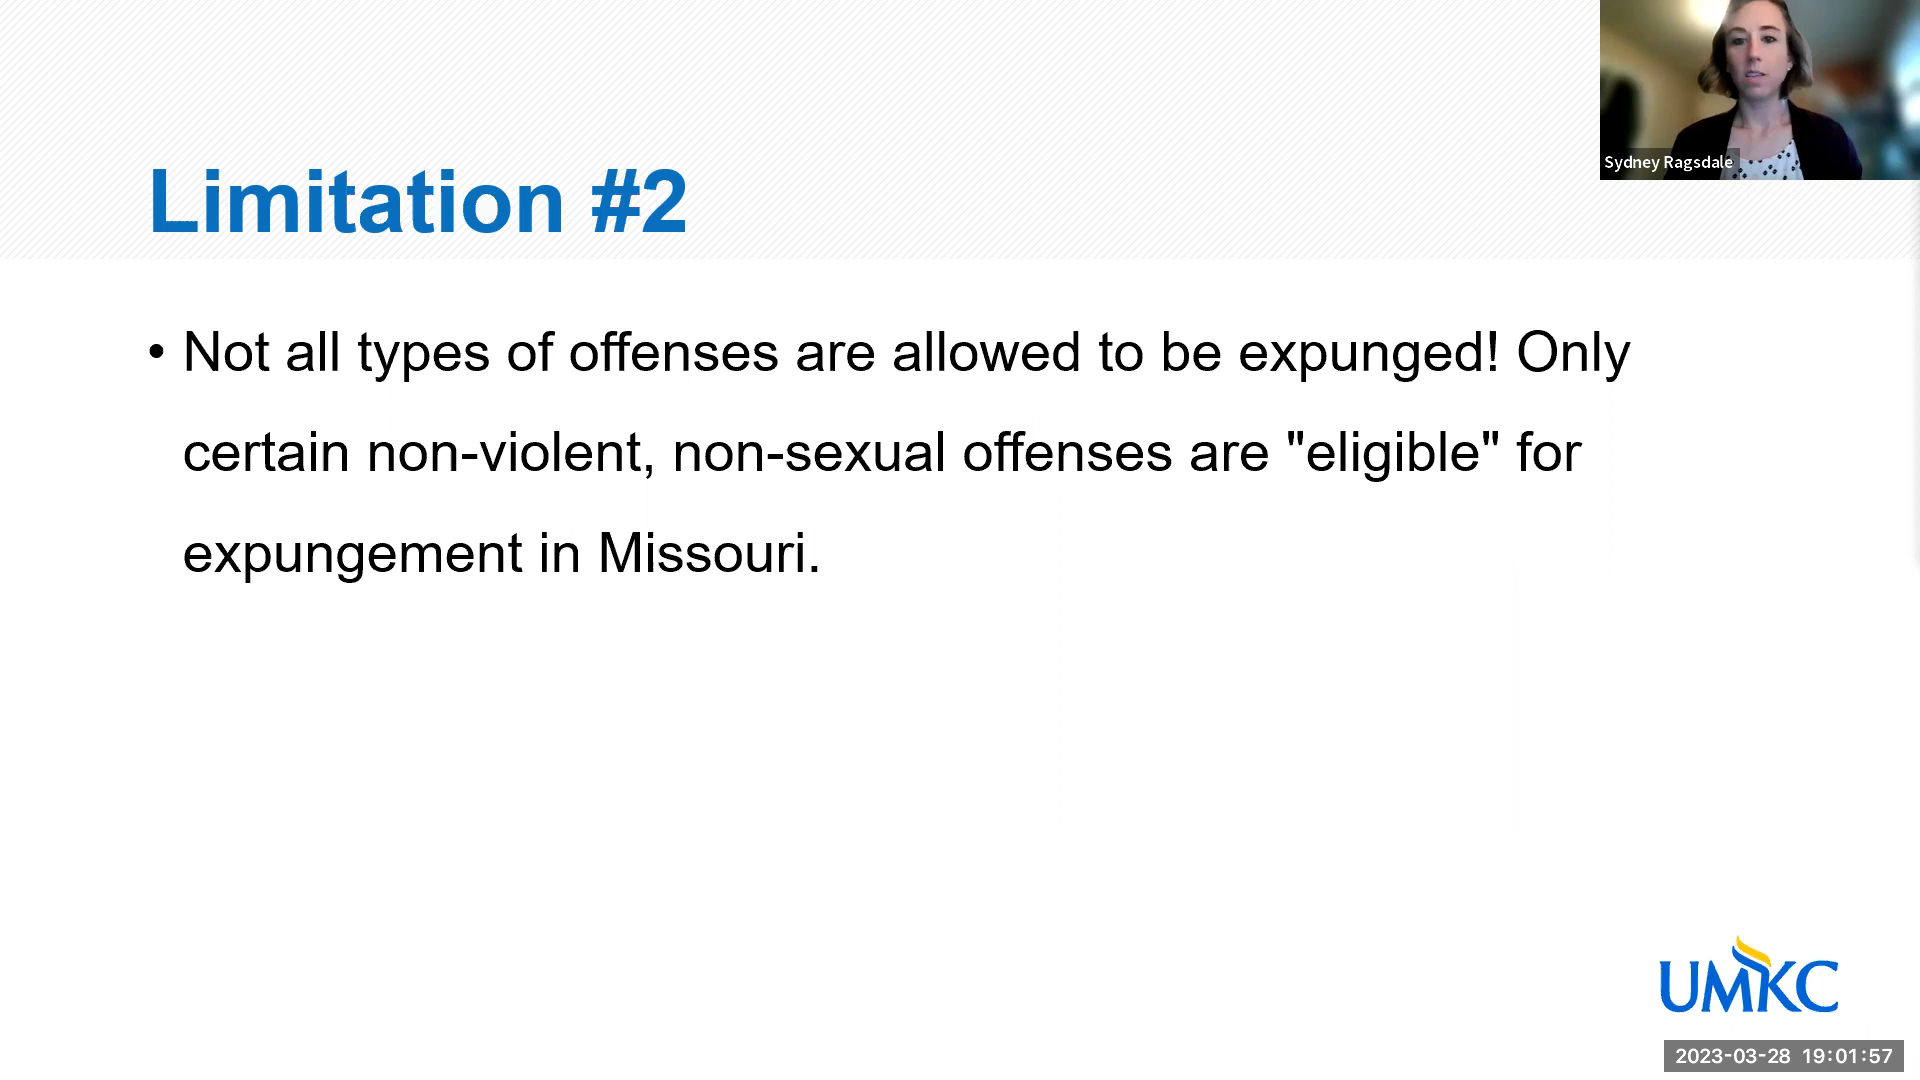 Sydney Ragsdale
Limitation #2
• Not all types of offenses are allowed to be expunged! Only
certain non-violent, non-sexual offenses are "eligible" for
expungement in Missouri.
UMKC
2023-03-28 19:01:57